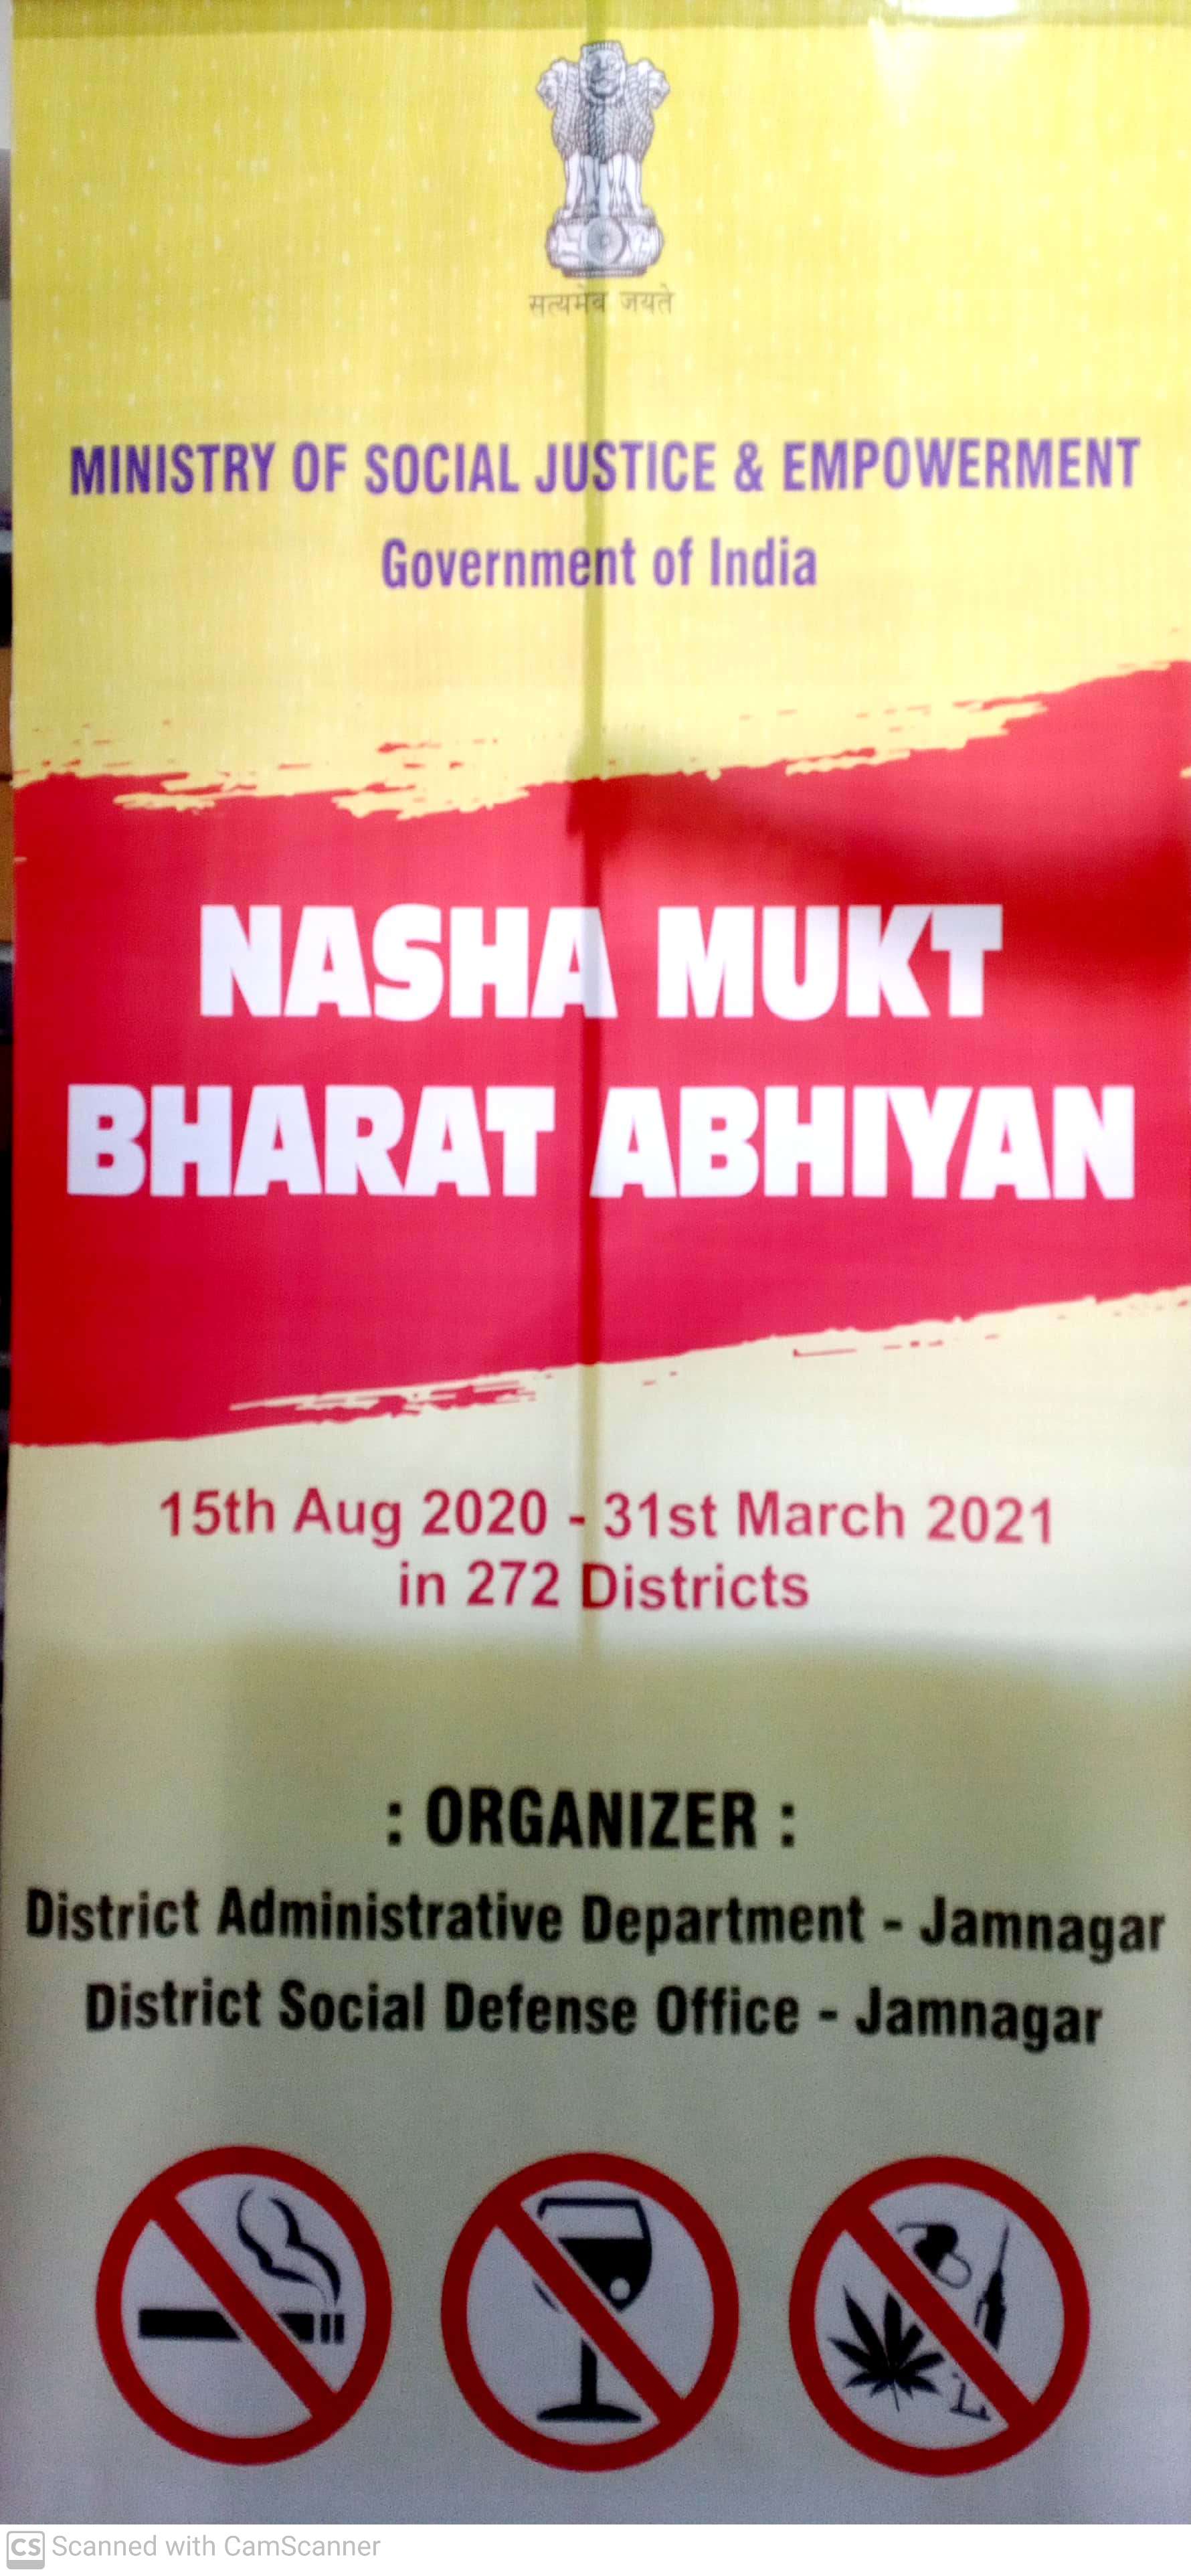 सत्यमेव जयते
MINISTRY OF SOCIAL JUSTICE & EMPOWERMENT
Government of India
NASHA MUKT
BHARAT ABHIYAN
15th Aug 2020 - 31st March 2021
in 272 Districts
: ORGANIZER :
District Administrative Department - Jamnagar
District Social Defense Office - Jamnagar
CS Scanned with CamScanner